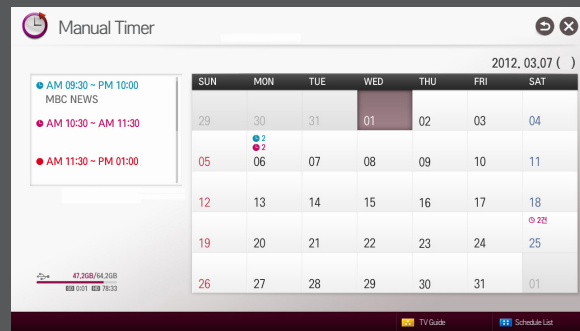 Manual Timer
2012. 03.07 ( )
AM 09:30 ~ PM 10:00
MBC NEWS
AM 10:30 ~ AM 11:30
AM 11:30 ~ PM 01:00
SUN MON TUE WED THU FRI SAT
29 30 31 01 02 03 04
2
2
05 06 07 08 09 10 11
12 13 14 15 16 17 18
2건
19 20 21 22 23 24 25
26 27 28 29 30 31 01
47.2GB/64.2GB
SD 0:01 HD 78:33
TV Guide
Schedule List